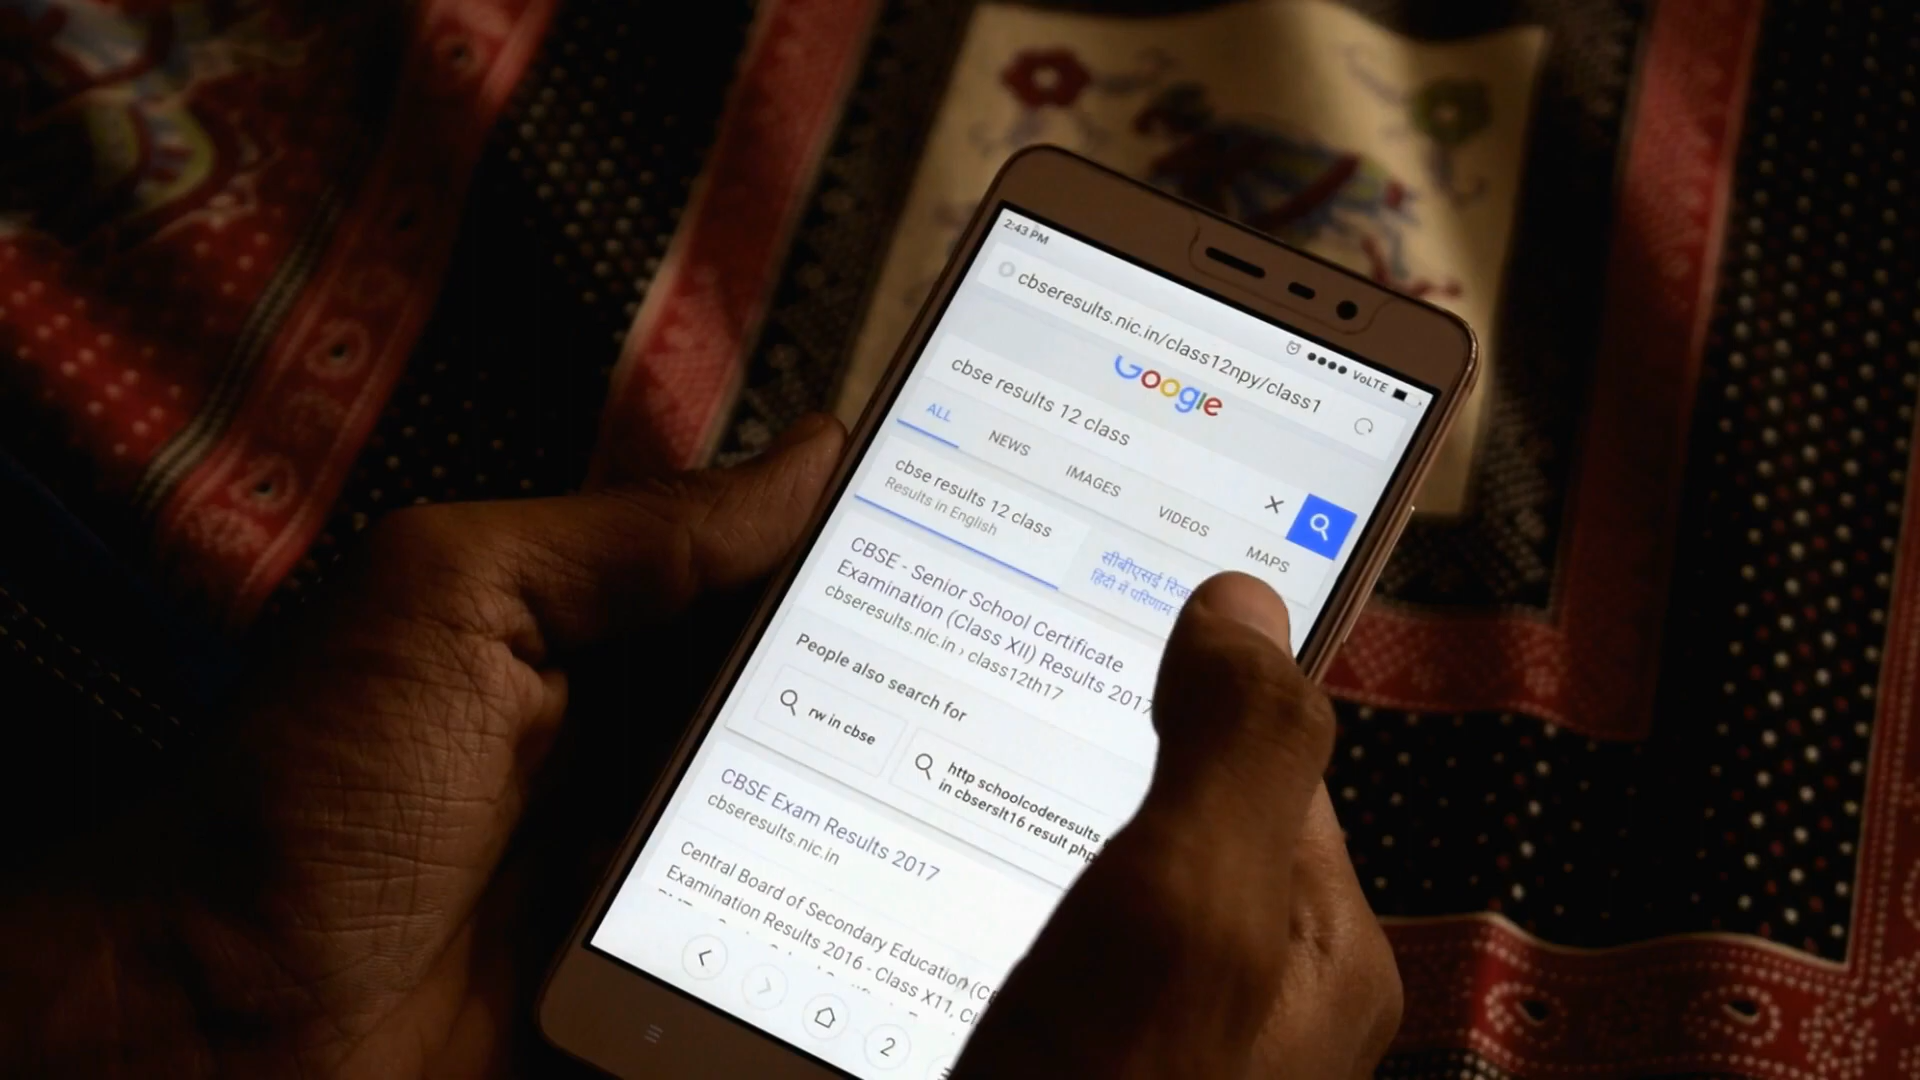 2:43 PM
VoLTE
cbseresults.nic.in/class12npy/class1
Google
cbse results 12 class
ALL
NEWS
IMAGES
VIDEOS
MAPS
cbse results 12 class
Results in English
सीबीएसई
हिंदी में परिणाम
CBSE - Senior School Certificate
Examination (Class XII) Results 2017
cbseresults.nic.in › class12th17
People also search for
rw in cbse
http schoolcoderesults
in cbserslt16 result php
CBSE Exam Results 2017
cbseresults.nic.in
Central Board of Secondary Education
Examination Results 2016 - Class X11,
2